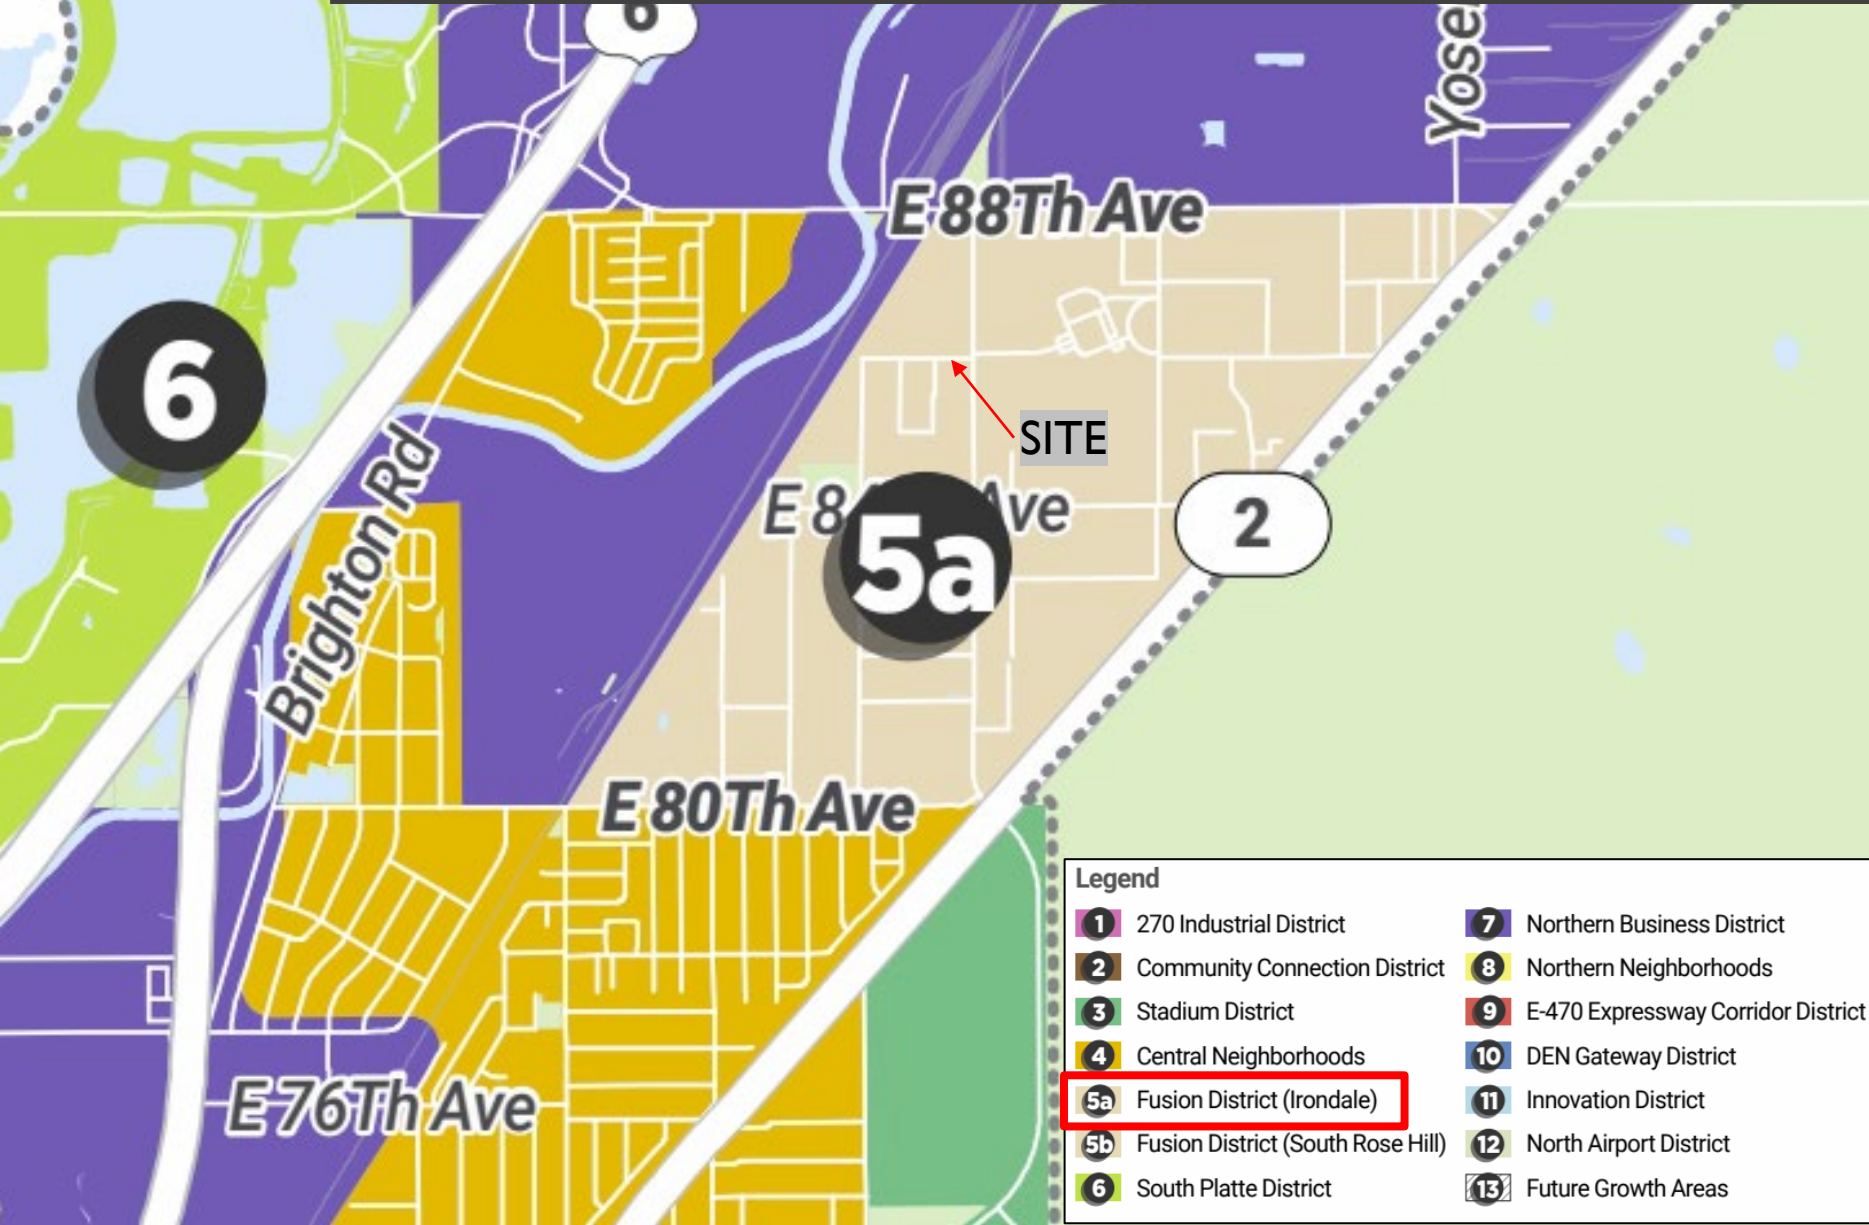 6
Yose
E 88Th Ave
6
SITE
Brighton Rd
E 8 Ave
5a
2
E 80Th Ave
E 76Th Ave
Legend
1 270 Industrial District
2 Community Connection District
3 Stadium District
4 Central Neighborhoods
5a Fusion District (Irondale)
5b Fusion District (South Rose Hill)
6 South Platte District
7 Northern Business District
8 Northern Neighborhoods
9 E-470 Expressway Corridor District
10 DEN Gateway District
11 Innovation District
12 North Airport District
13 Future Growth Areas